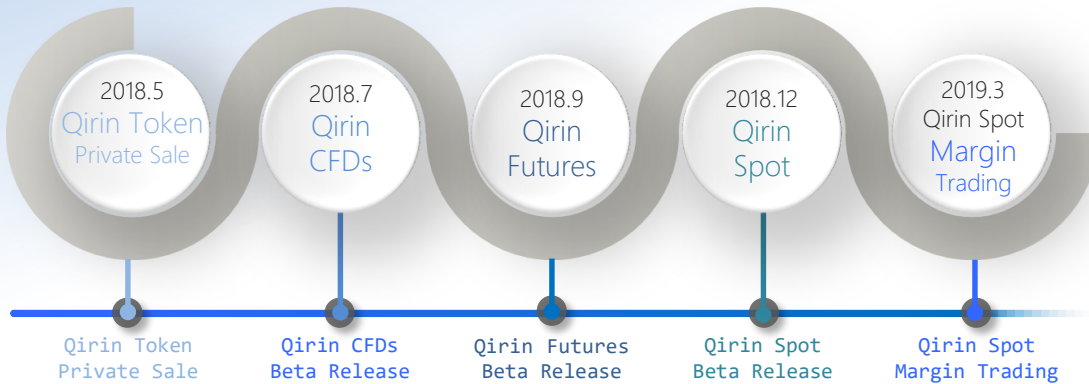 2018.5
Qirin Token
Private Sale
2018.7
Qirin
CFDs
2018.9
Qirin
Futures
2018.12
Qirin
Spot
2019.3
Qirin Spot
Margin
Trading
Qirin Token
Private Sale
Qirin CFDs
Beta Release
Qirin Futures
Beta Release
Qirin Spot
Beta Release
Qirin Spot
Margin Trading